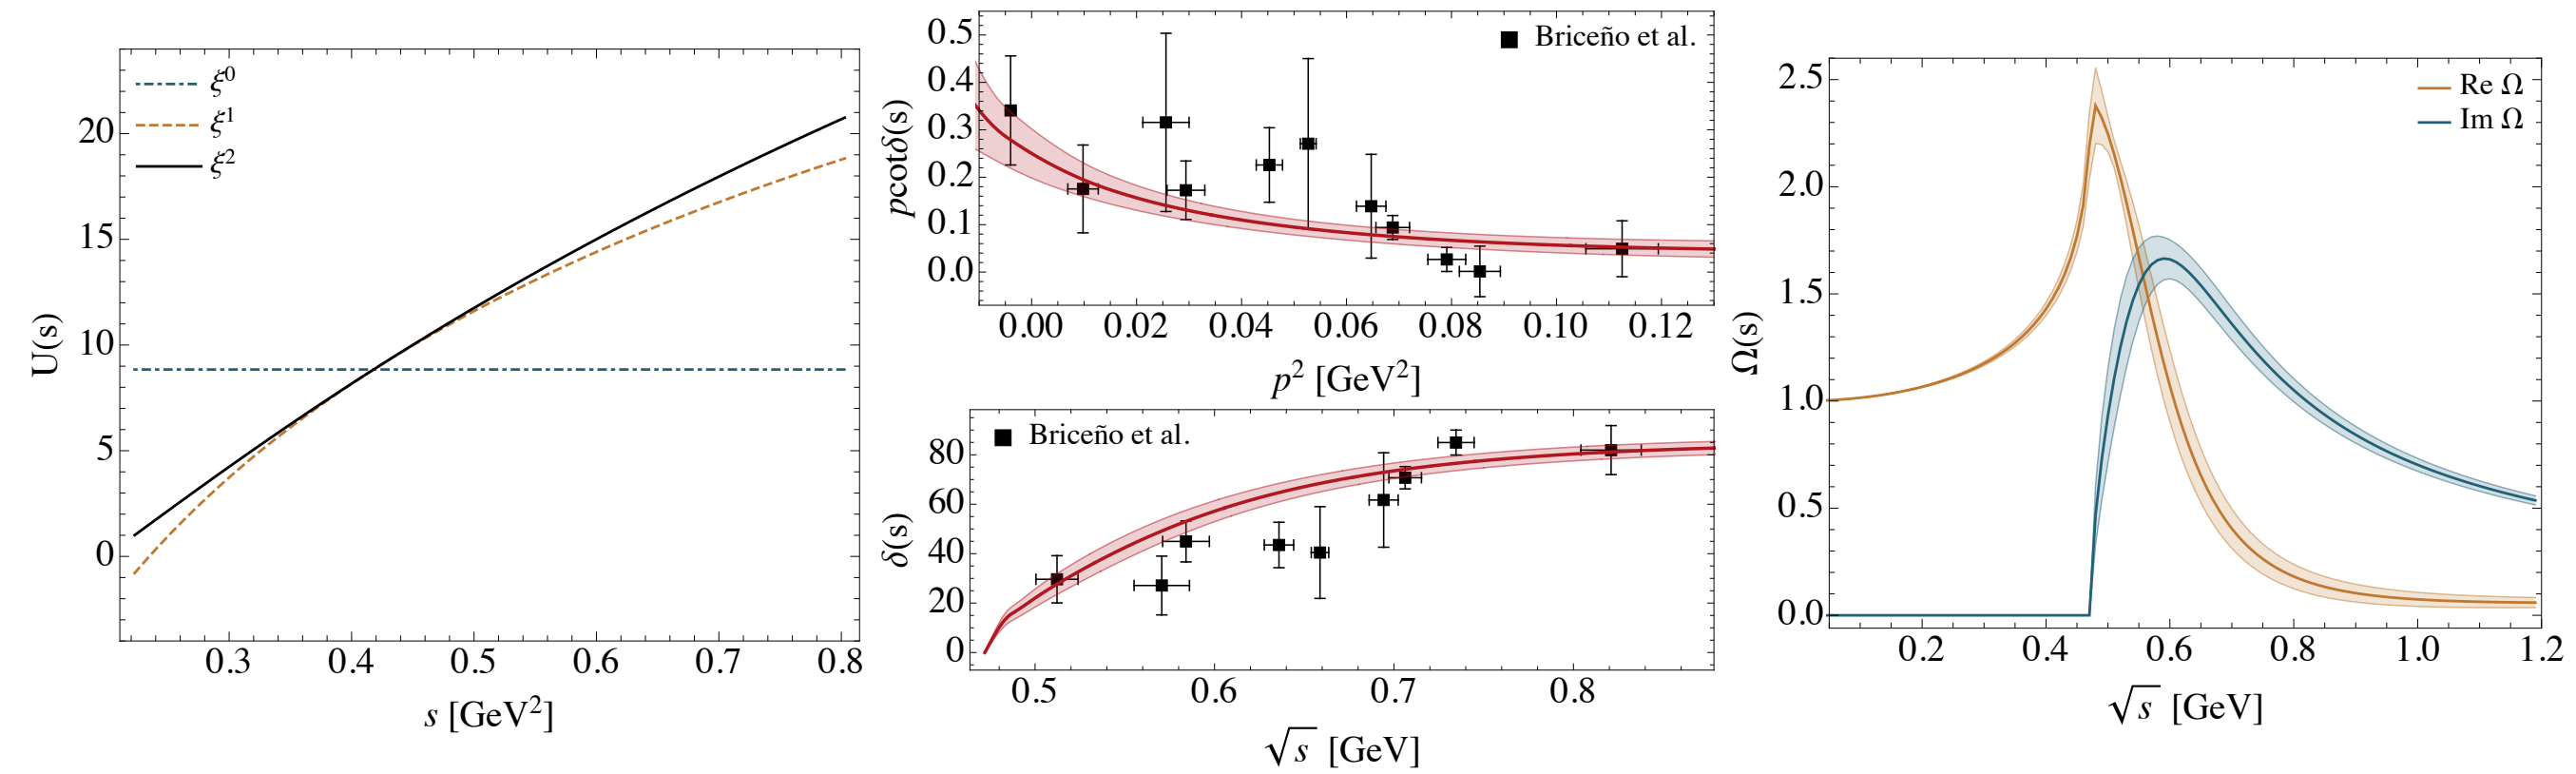 U(s)
ξ⁰
ξ¹
ξ²
20
15
10
5
0
0.3 0.4 0.5 0.6 0.7 0.8
s [GeV²]
pcotδ(s)
Briceño et al.
0.5
0.4
0.3
0.2
0.1
0.0
0.00 0.02 0.04 0.06 0.08 0.10 0.12
p² [GeV²]
δ(s)
Briceño et al.
80
60
40
20
0
0.5 0.6 0.7 0.8
√s [GeV]
Ω(s)
Re Ω
Im Ω
2.5
2.0
1.5
1.0
0.5
0.0
0.2 0.4 0.6 0.8 1.0 1.2
√s [GeV]